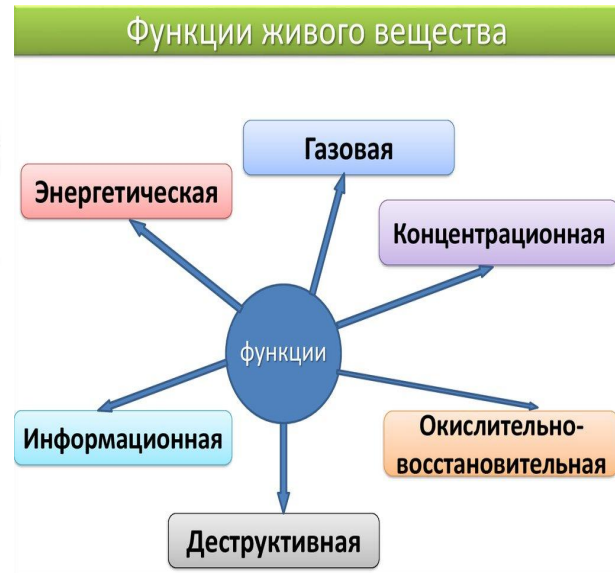 Функции живого вещества
Газовая
Энергетическая
Концентрационная
функции
Информационная
Окислительно-
восстановительная
Деструктивная